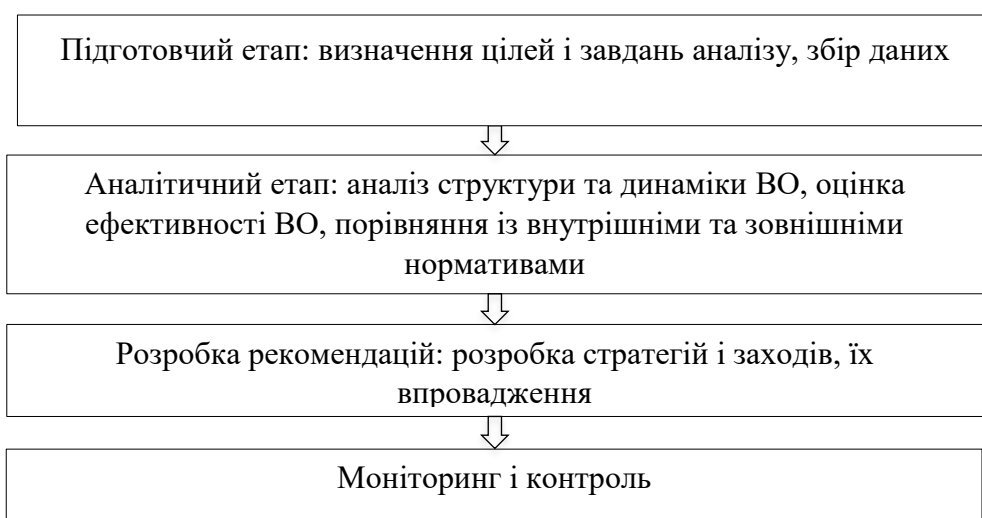 Підготовчий етап: визначення цілей і завдань аналізу, збір даних
Аналітичний етап: аналіз структури та динаміки ВО, оцінка
ефективності ВО, порівняння із внутрішніми та зовнішніми
нормативами
Розробка рекомендацій: розробка стратегій і заходів, їх
впровадження
Моніторинг і контроль